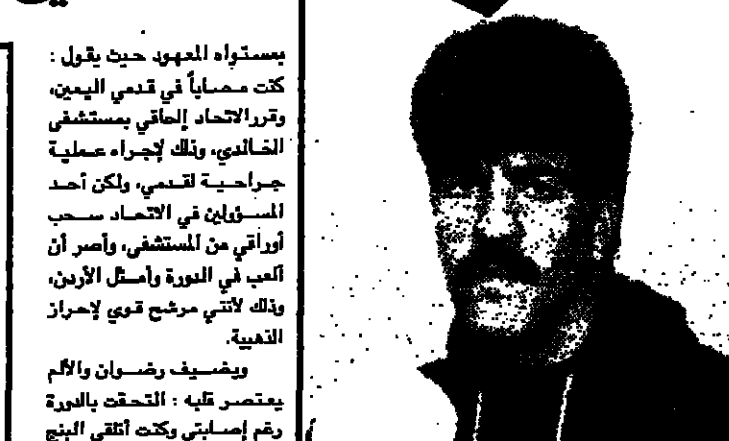 بمستواه المعهود حيث يقول :
كنت مصاباً في قدمي اليمين،
وقرر الاتحاد إلحاقي بمستشفى
الخالدي، وذلك لإجراء عملية
جراحية لقدمي، ولكن أحد
المسؤولين في الاتحاد سحب
أوراقي من المستشفى، وأصر أن
ألعب في الدورة وأمثل الأردن،
وذلك لأنني مرشح قوي لإحراز
الذهبية.
ويضيف رضوان والألم
يعتصر قلبه : التحقت بالدورة
رغم إصابتي وكنت أتلقى البنج